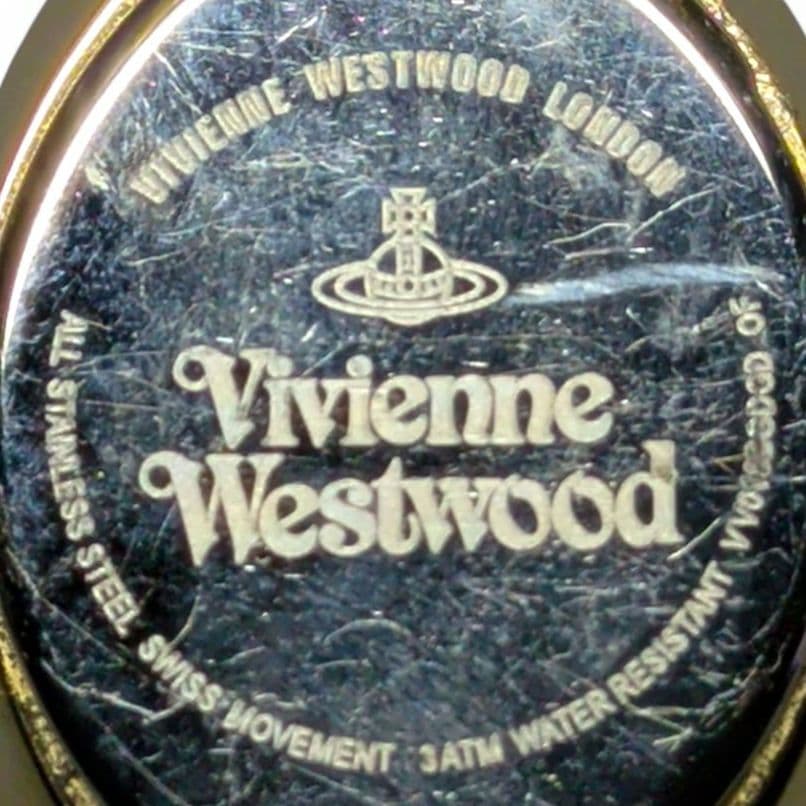 VIVIENNE WESTWOOD LONDON
Vivienne
Westwood
ALL STAINLESS STEEL SWISS MOVEMENT 3ATM WATER RESISTANT